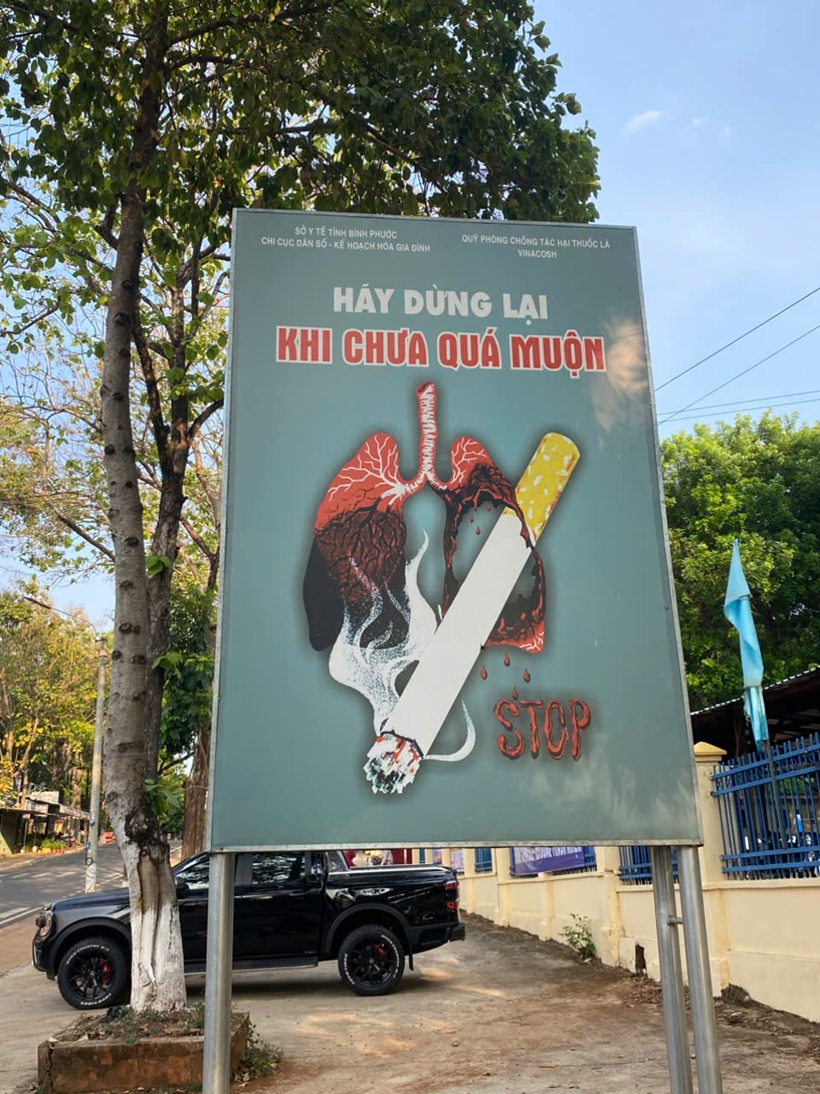 SỞ Y TẾ TỈNH BÌNH PHƯỚC
CHI CỤC DÂN SỐ - KẾ HOẠCH HÓA GIA ĐÌNH
QUỸ PHÒNG CHỐNG TÁC HẠI THUỐC LÁ
VINACOSH
HÃY DỪNG LẠI
KHI CHƯA QUÁ MUỘN
STOP